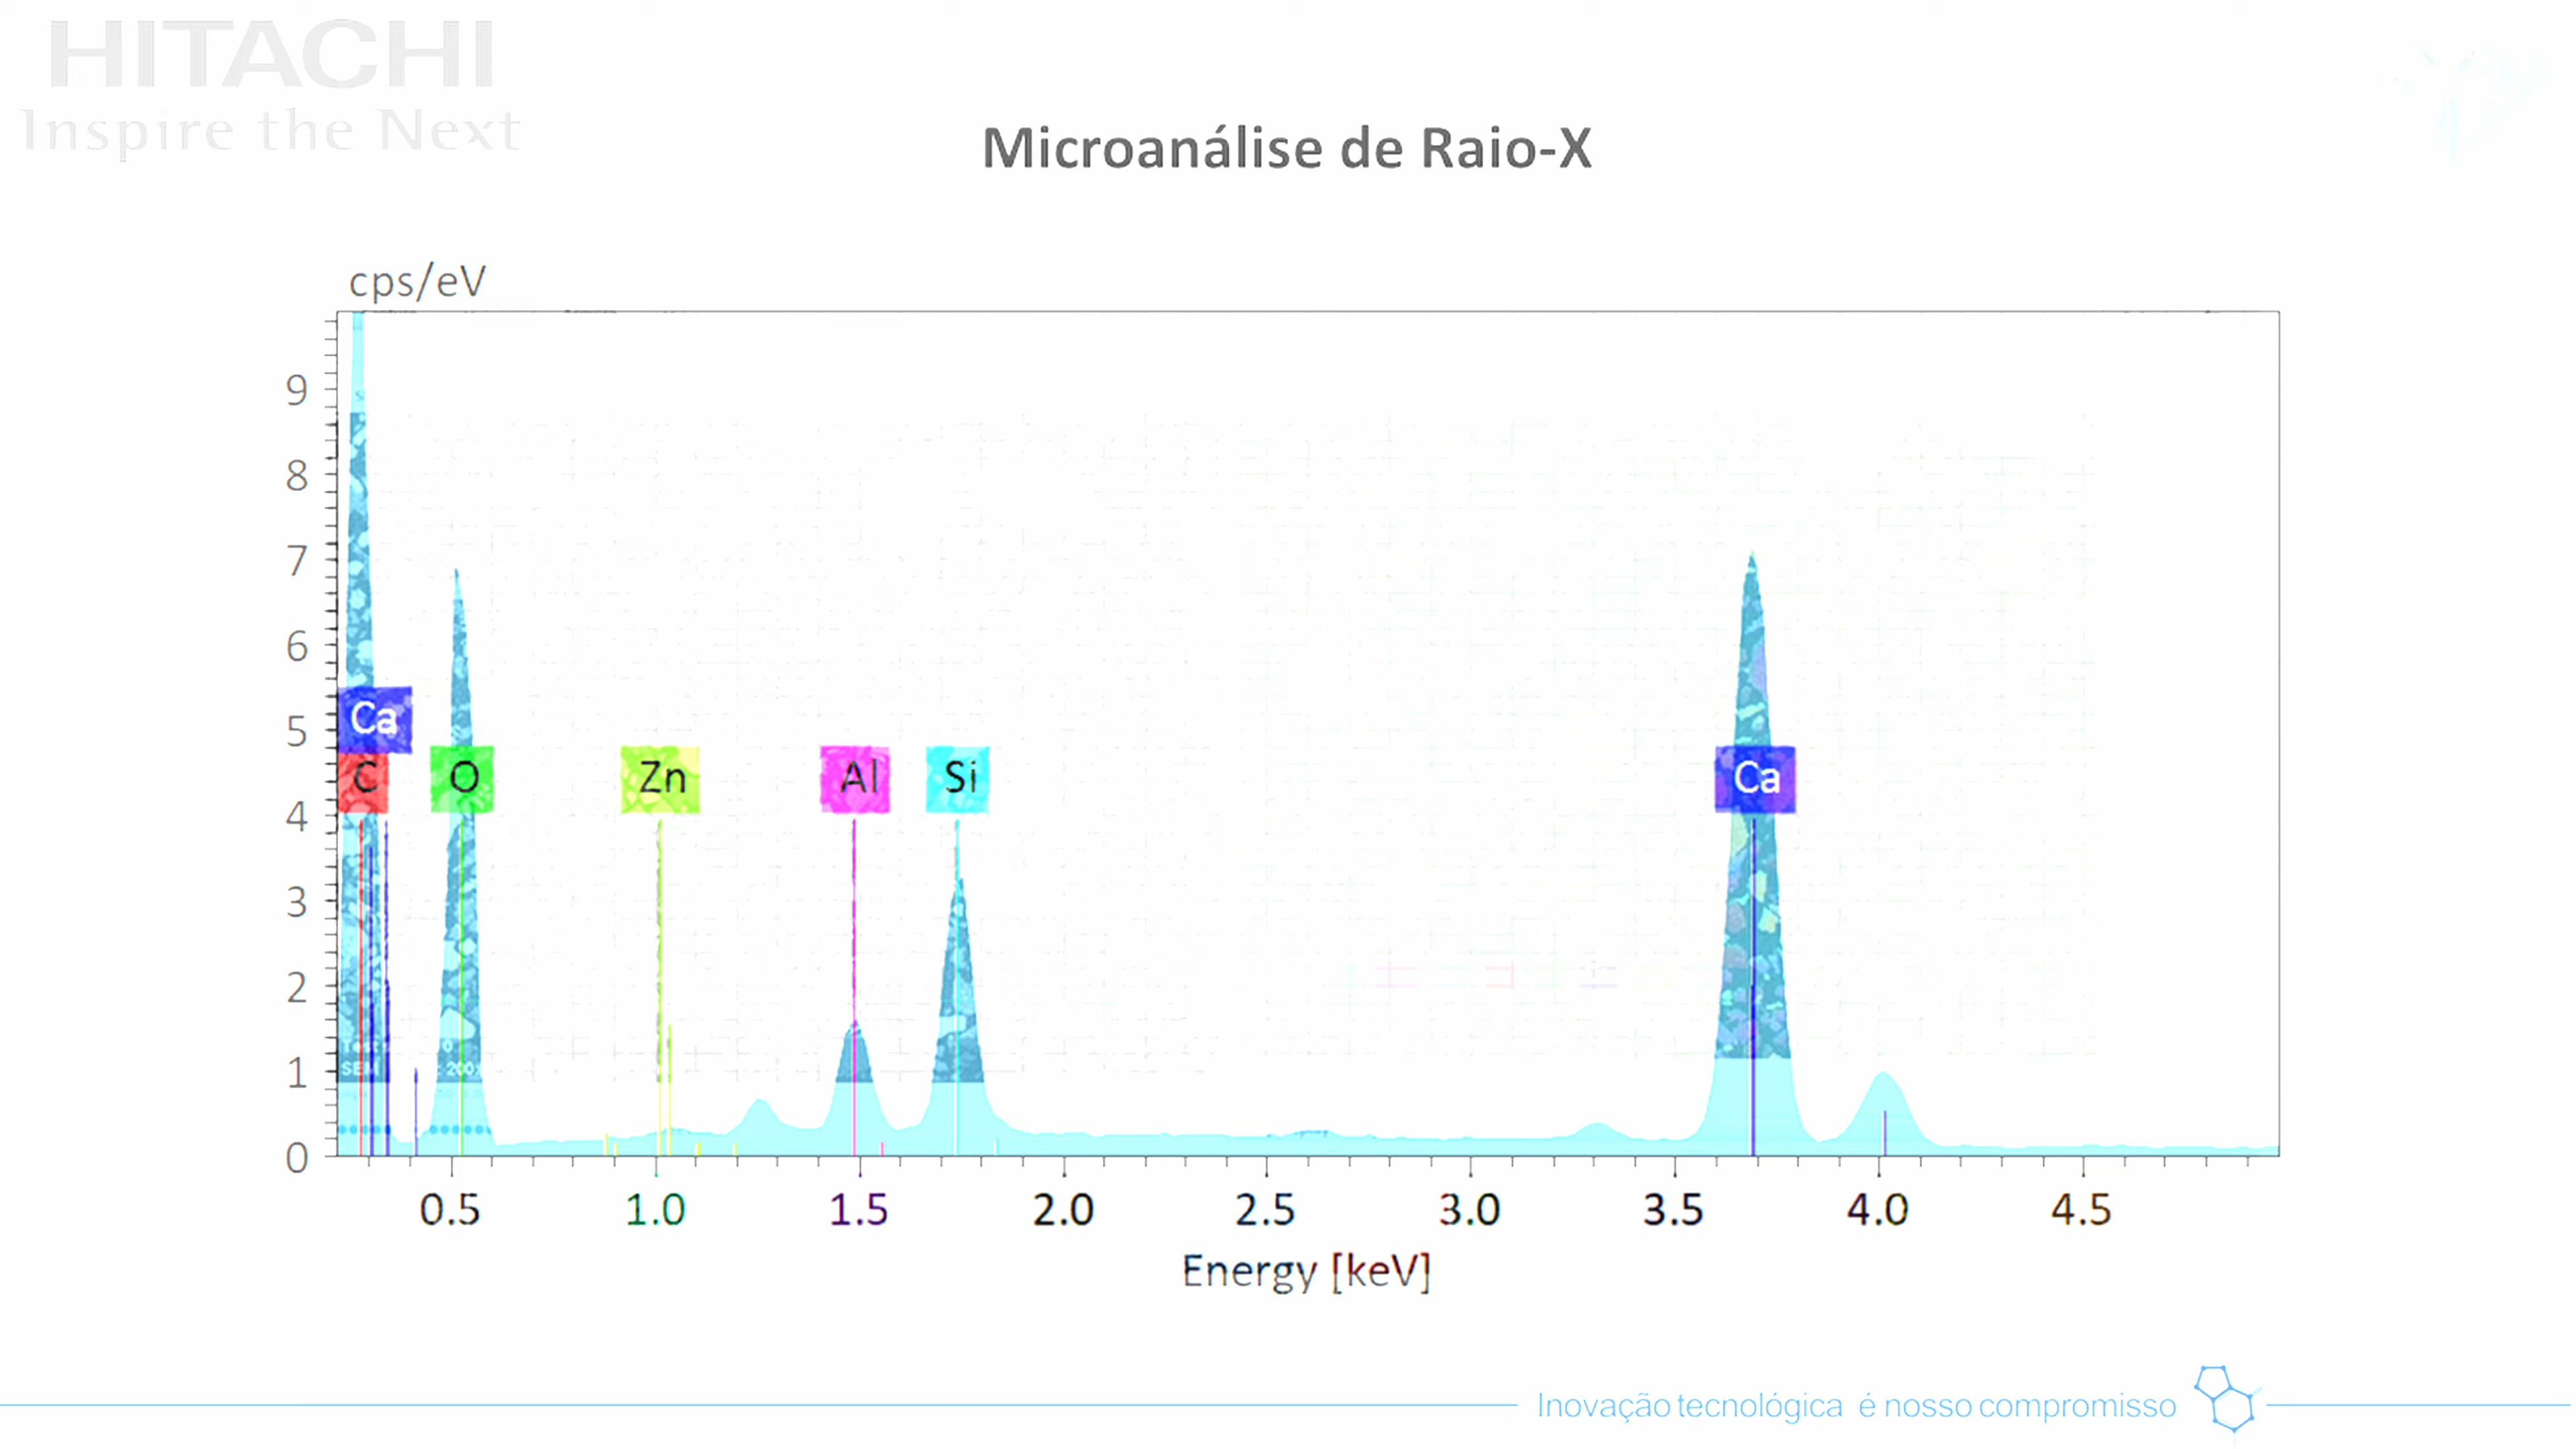 HITACHI
Inspire the Next
Microanálise de Raio-X
cps/eV
9
8
7
6
5
4
3
2
1
0
Ca
C
O
Zn
Al
Si
Ca
SEM
200x
0.5 1.0 1.5 2.0 2.5 3.0 3.5 4.0 4.5
Energy [keV]
Inovação tecnológica é nosso compromisso